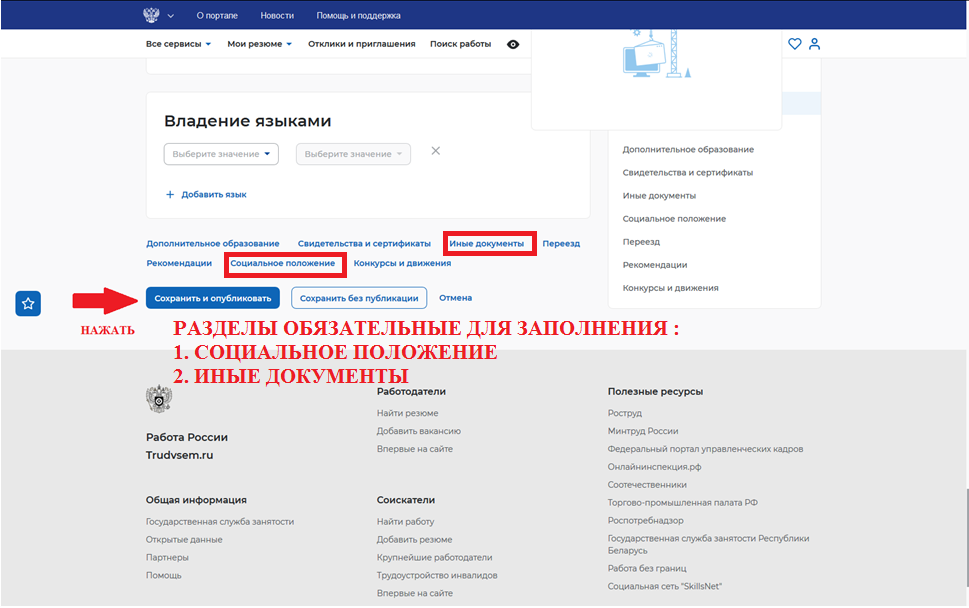 О портале Новости Помощь и поддержка
Все сервисы Мои резюме Отклики и приглашения Поиск работы
Владение языками
Выберите значение Выберите значение
+ Добавить язык
Дополнительное образование Свидетельства и сертификаты Иные документы Переезд
Рекомендации Социальное положение Конкурсы и движения
Сохранить и опубликовать Сохранить без публикации Отмена
Дополнительное образование
Свидетельства и сертификаты
Иные документы
Социальное положение
Переезд
Рекомендации
Конкурсы и движения
НАЖАТЬ
РАЗДЕЛЫ ОБЯЗАТЕЛЬНЫЕ ДЛЯ ЗАПОЛНЕНИЯ :
1. СОЦИАЛЬНОЕ ПОЛОЖЕНИЕ
2. ИНЫЕ ДОКУМЕНТЫ
Работа России
Trudvsem.ru
Работодатели
Найти резюме
Добавить вакансию
Впервые на сайте
Полезные ресурсы
Роструд
Минтруд России
Федеральный портал управленческих кадров
Онлайнинспекция.рф
Соотечественники
Торгово-промышленная палата РФ
Роспотребнадзор
Государственная служба занятости Республики
Беларусь
Работа без границ
Социальная сеть "SkillsNet"
Общая информация
Государственная служба занятости
Открытые данные
Партнеры
Помощь
Соискатели
Найти работу
Добавить резюме
Крупнейшие работодатели
Трудоустройство инвалидов
Впервые на сайте